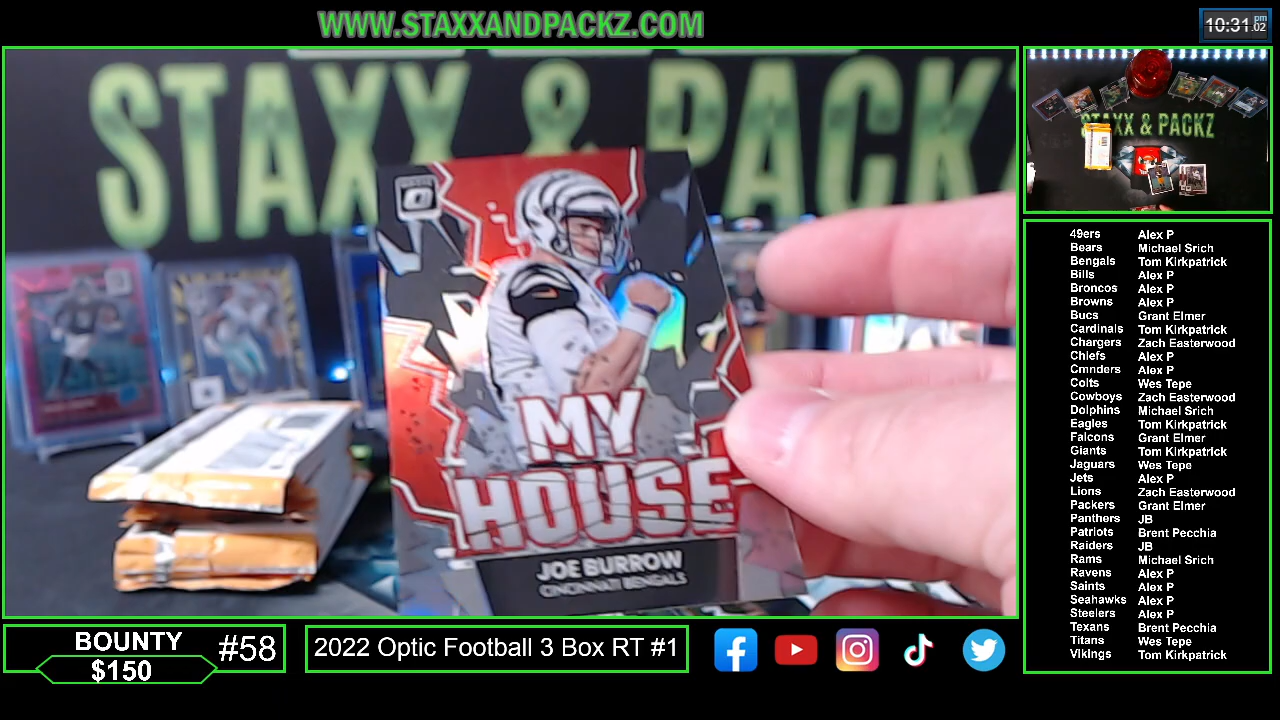 WWW.STAXXANDPACKZ.COM
10:31 pm .02
STAXX & PACKZ
STAXX & PACKZ
MY
HOUSE
JOE BURROW
CINCINNATI BENGALS
49ers Alex P
Bears Michael Srich
Bengals Tom Kirkpatrick
Bills Alex P
Broncos Alex P
Browns Alex P
Bucs Grant Elmer
Cardinals Tom Kirkpatrick
Chargers Zach Easterwood
Chiefs Alex P
Cmnders Alex P
Colts Wes Tepe
Cowboys Zach Easterwood
Dolphins Michael Srich
Eagles Tom Kirkpatrick
Falcons Grant Elmer
Giants Tom Kirkpatrick
Jaguars Wes Tepe
Jets Alex P
Lions Zach Easterwood
Packers Grant Elmer
Panthers JB
Patriots Brent Pecchia
Raiders JB
Rams Michael Srich
Ravens Alex P
Saints Alex P
Seahawks Alex P
Steelers Alex P
Texans Brent Pecchia
Titans Wes Tepe
Vikings Tom Kirkpatrick
BOUNTY #58
$150
2022 Optic Football 3 Box RT #1